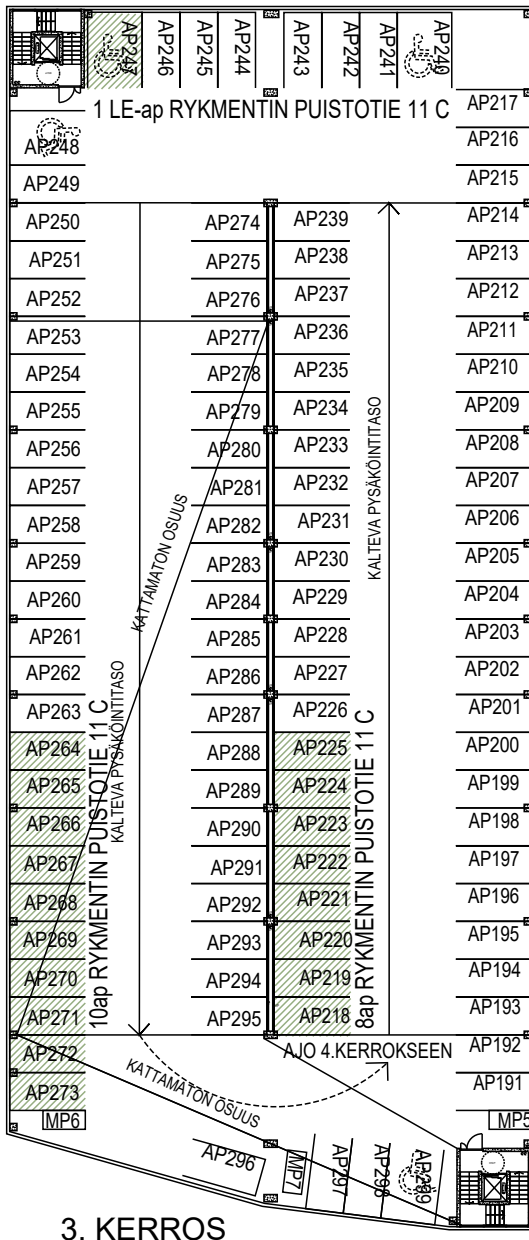 AP247
AP246
AP245
AP244
AP243
AP242
AP241
AP240
1 LE-ap RYKMENTIN PUISTOTIE 11 C
AP217
AP216
AP215
AP214
AP213
AP212
AP211
AP210
AP209
AP208
AP207
AP206
AP205
AP204
AP203
AP202
AP201
AP200
AP199
AP198
AP197
AP196
AP195
AP194
AP193
AP192
AP191
MP5
AP248
AP249
AP250
AP251
AP252
AP253
AP254
AP255
AP256
AP257
AP258
AP259
AP260
AP261
AP262
AP263
AP264
AP265
AP266
AP267
AP268
AP269
AP270
AP271
AP272
AP273
MP6
10ap RYKMENTIN PUISTOTIE 11 C
KALTEVA PYSÄKÖINTITASO
KATTAMATON OSUUS
AP274
AP275
AP276
AP277
AP278
AP279
AP280
AP281
AP282
AP283
AP284
AP285
AP286
AP287
AP288
AP289
AP290
AP291
AP292
AP293
AP294
AP295
AP239
AP238
AP237
AP236
AP235
AP234
AP233
AP232
AP231
AP230
AP229
AP228
AP227
AP226
AP225
AP224
AP223
AP222
AP221
AP220
AP219
AP218
8ap RYKMENTIN PUISTOTIE 11 C
KALTEVA PYSÄKÖINTITASO
AJO 4.KERROKSEEN
KATTAMATON OSUUS
AP296
MP7
AP297
AP298
AP299
3. KERROS